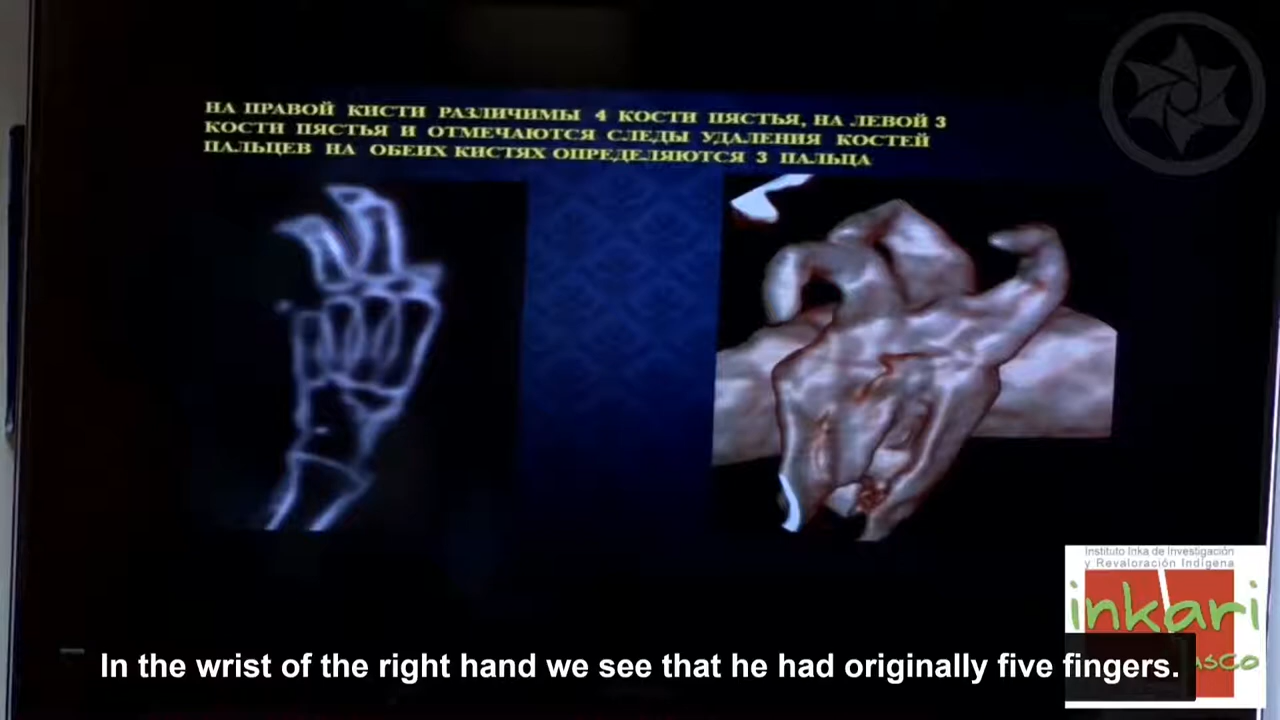 НА ПРАВОЙ КИСТИ РАЗЛИЧИМЫ 4 КОСТИ ПЯСТЬЯ, НА ЛЕВОЙ 3
КОСТИ ПЯСТЬЯ И ОТМЕЧАЮТСЯ СЛЕДЫ УДАЛЕНИЯ КОСТЕЙ
ПАЛЬЦЕВ НА ОБЕИХ КИСТЯХ ОПРЕДЕЛЯЮТСЯ 3 ПАЛЬЦА
Instituto Inka de Investigación
y Revaloración Indígena
inkari
In the wrist of the right hand we see that he had originally five fingers.